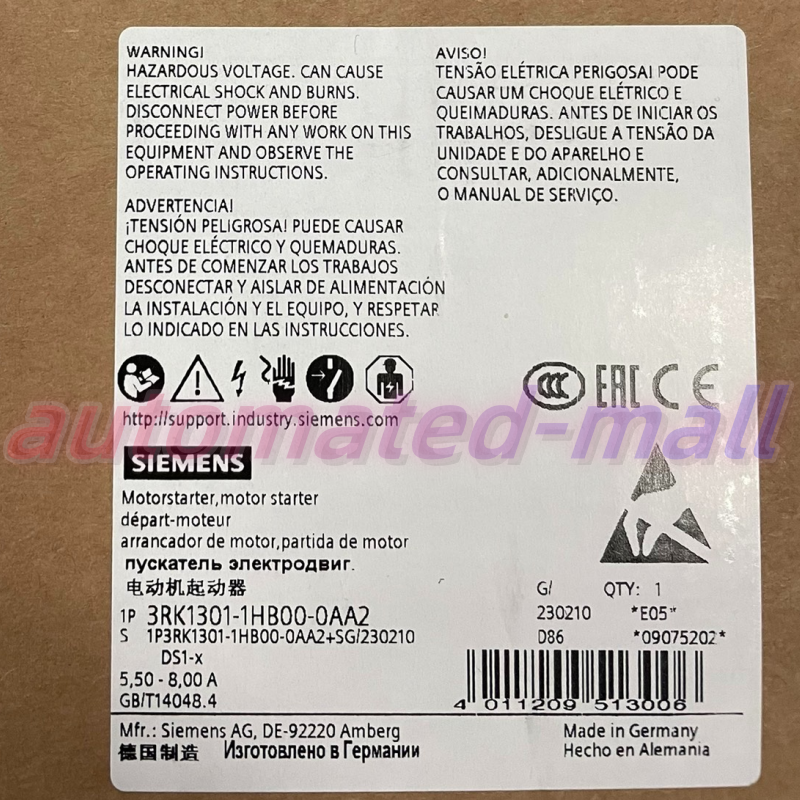 WARNING!
HAZARDOUS VOLTAGE. CAN CAUSE
ELECTRICAL SHOCK AND BURNS.
DISCONNECT POWER BEFORE
PROCEEDING WITH ANY WORK ON THIS
EQUIPMENT AND OBSERVE THE
OPERATING INSTRUCTIONS.
AVISO!
TENSÃO ELÉTRICA PERIGOSA! PODE
CAUSAR UM CHOQUE ELÉTRICO E
QUEIMADURAS. ANTES DE INICIAR OS
TRABALHOS, DESLIGUE A TENSÃO DA
UNIDADE E DO APARELHO E
CONSULTAR, ADICIONALMENTE,
O MANUAL DE SERVIÇO.
ADVERTENCIA!
¡TENSIÓN PELIGROSA! PUEDE CAUSAR
CHOQUE ELÉCTRICO Y QUEMADURAS.
ANTES DE COMENZAR LOS TRABAJOS
DESCONECTAR Y AISLAR DE ALIMENTACIÓN
LA INSTALACIÓN Y EL EQUIPO, Y RESPETAR
LO INDICADO EN LAS INSTRUCCIONES.
CCC EAC CE
http://support.industry.siemens.com
automated-mall
SIEMENS
Motorstarter,motor starter
départ-moteur
arrancador de motor,partida de motor
пускатель электродвиг.
电动机起动器
G/ QTY: 1
1P 3RK1301-1HB00-0AA2
230210 *E05*
S 1P3RK1301-1HB00-0AA2+SG/230210
D86 *09075202*
DS1-x
5,50 - 8,00 A
GB/T14048.4
4 011209 513006
Mfr.: Siemens AG, DE-92220 Amberg
Made in Germany
德国制造 Изготовлено в Германии
Hecho en Alemania